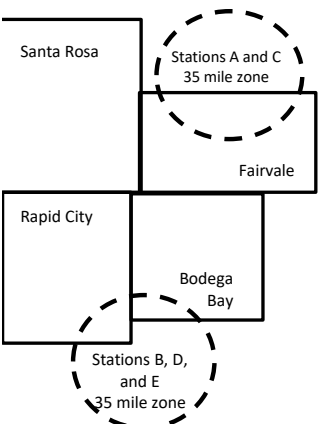 Santa Rosa
Stations A and C
35 mile zone
Fairvale
Rapid City
Bodega
Bay
Stations B, D,
and E
35 mile zone